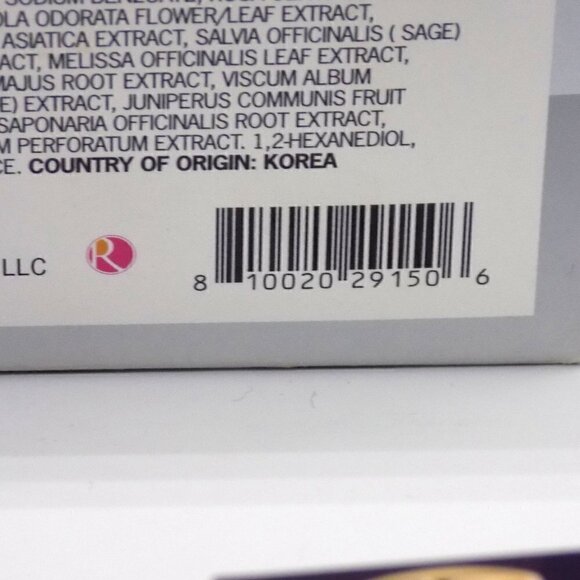 OLA ODORATA FLOWER/LEAF EXTRACT,
ASIATICA EXTRACT, SALVIA OFFICINALIS ( SAGE)
ACT, MELISSA OFFICINALIS LEAF EXTRACT,
MAJUS ROOT EXTRACT, VISCUM ALBUM
E) EXTRACT, JUNIPERUS COMMUNIS FRUIT
SAPONARIA OFFICINALIS ROOT EXTRACT,
M PERFORATUM EXTRACT. 1,2-HEXANEDIOL,
CE. COUNTRY OF ORIGIN: KOREA
LLC
R
8 10020 29150 6